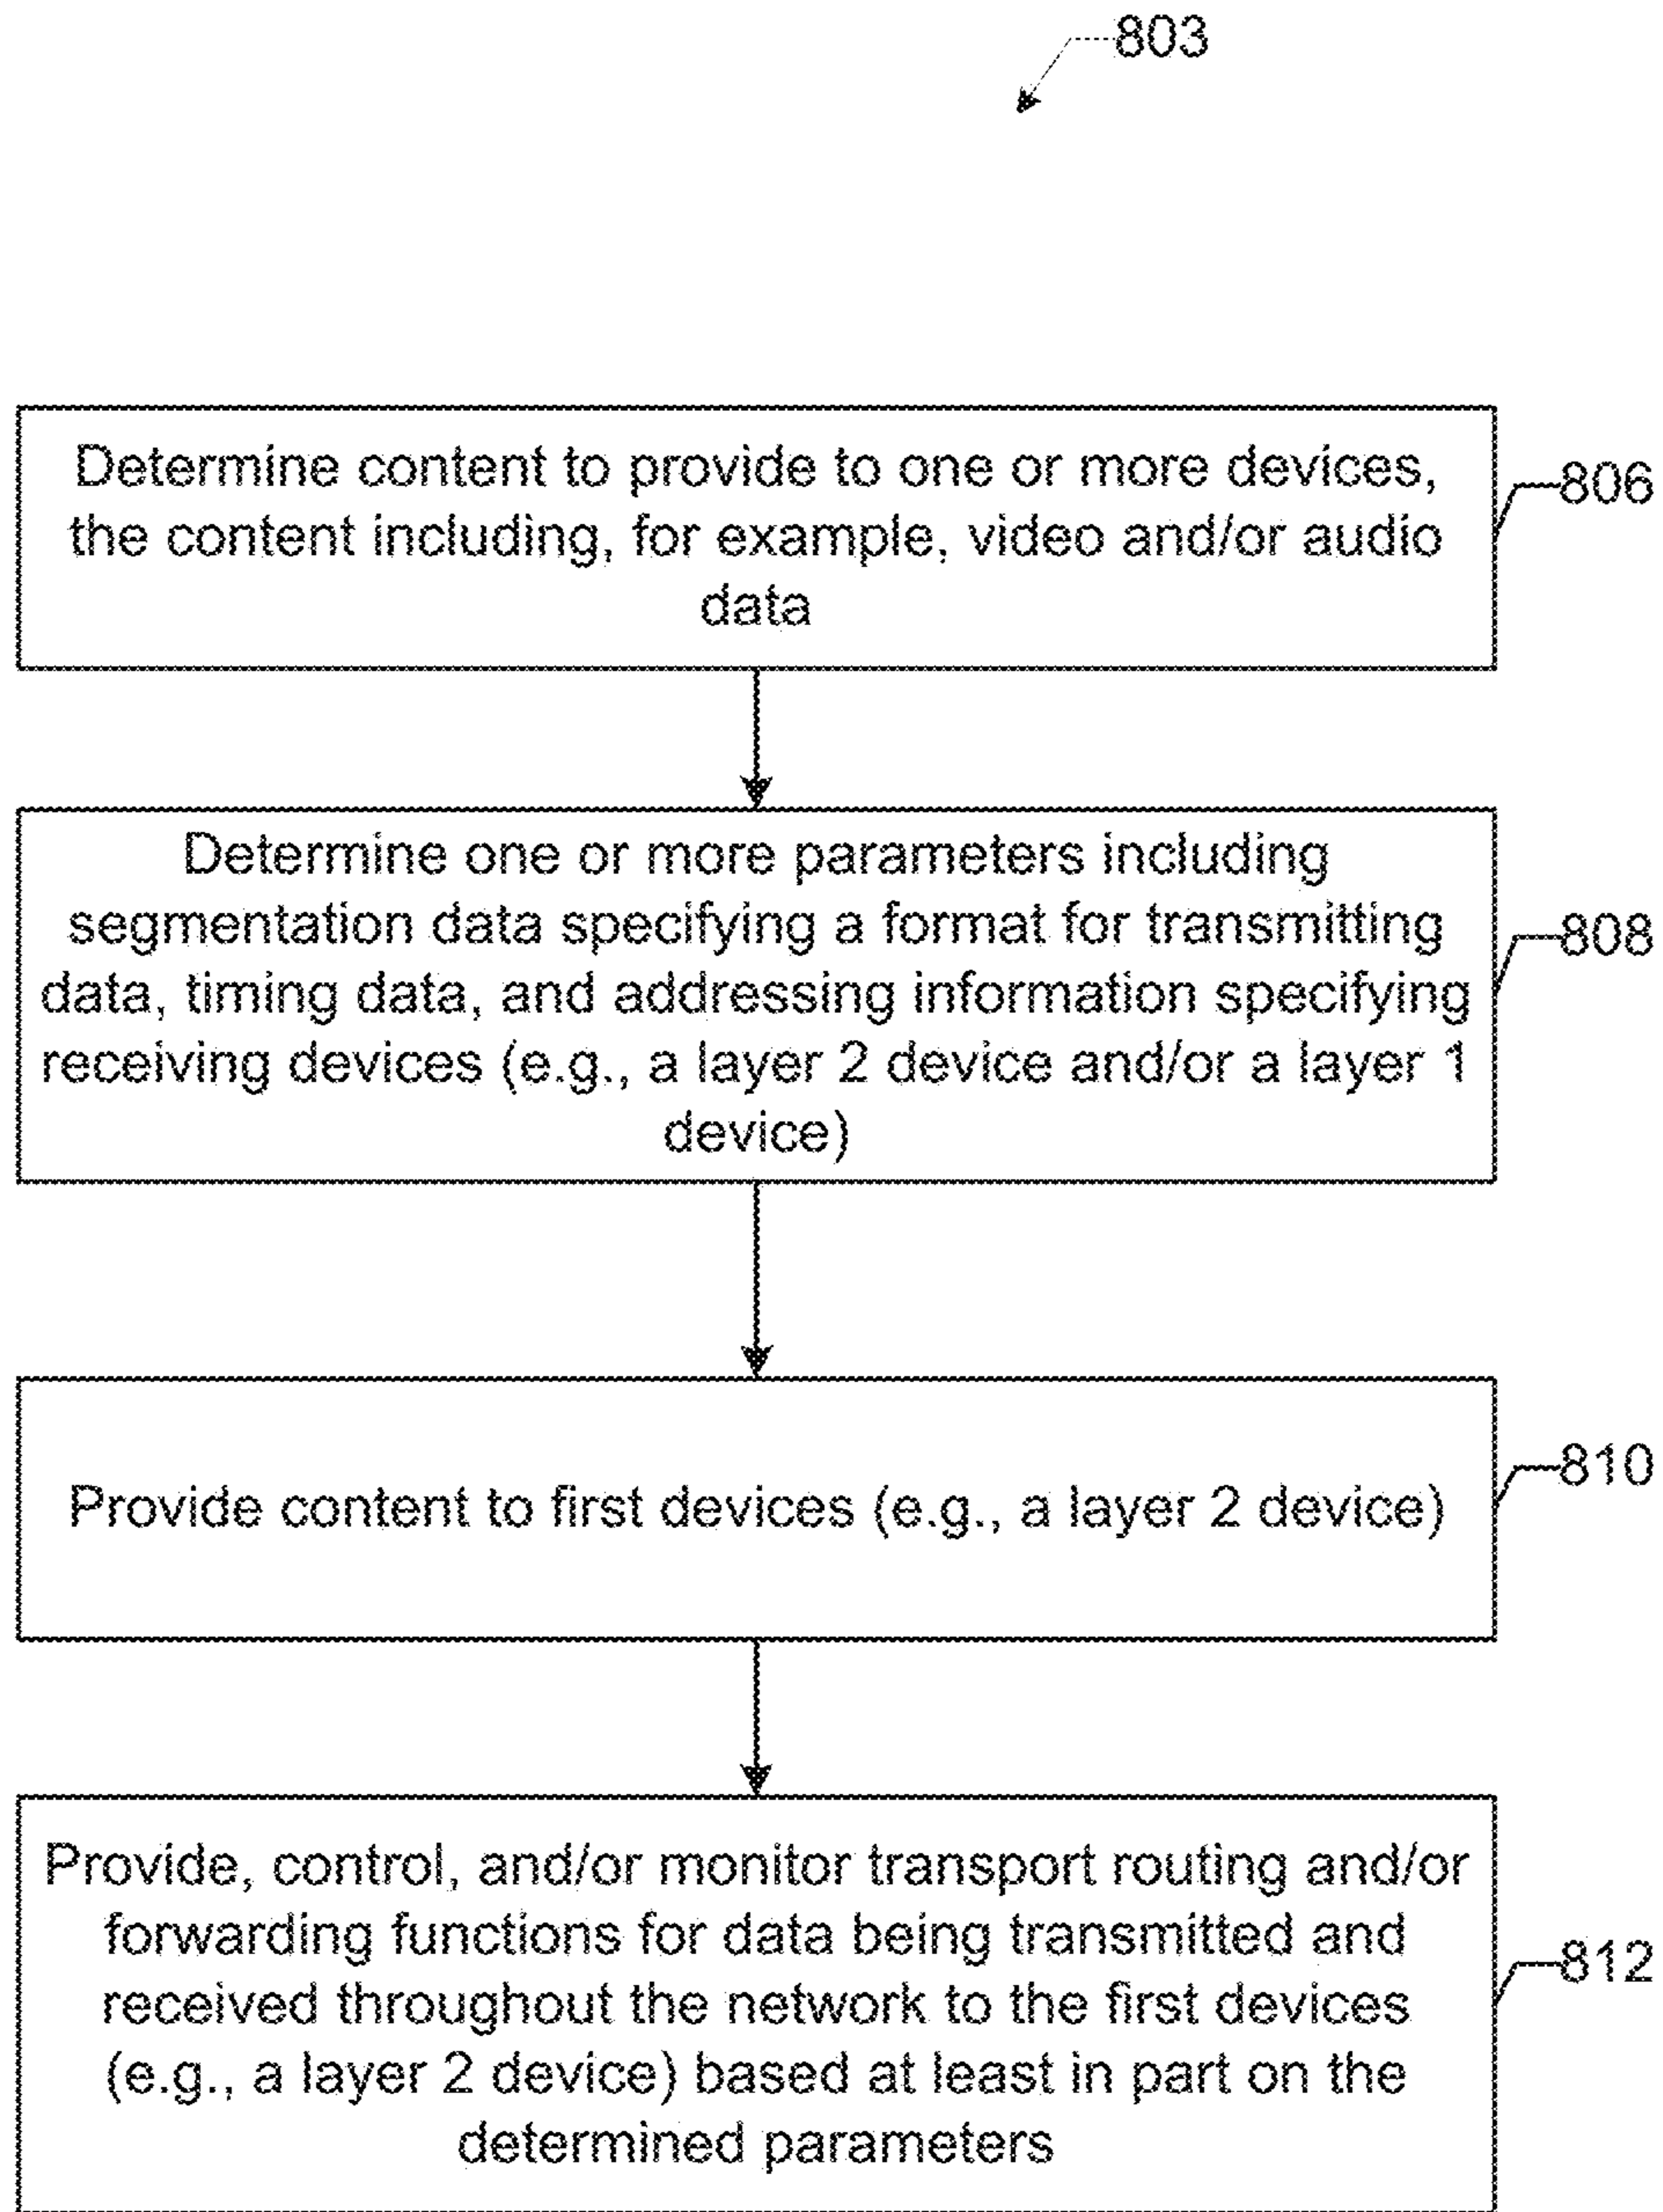 803
Determine content to provide to one or more devices,
the content including, for example, video and/or audio
data
806
Determine one or more parameters including
segmentation data specifying a format for transmitting
data, timing data, and addressing information specifying
receiving devices (e.g., a layer 2 device and/or a layer 1
device)
808
Provide content to first devices (e.g., a layer 2 device)
810
Provide, control, and/or monitor transport routing and/or
forwarding functions for data being transmitted and
received throughout the network to the first devices
(e.g., a layer 2 device) based at least in part on the
determined parameters
812